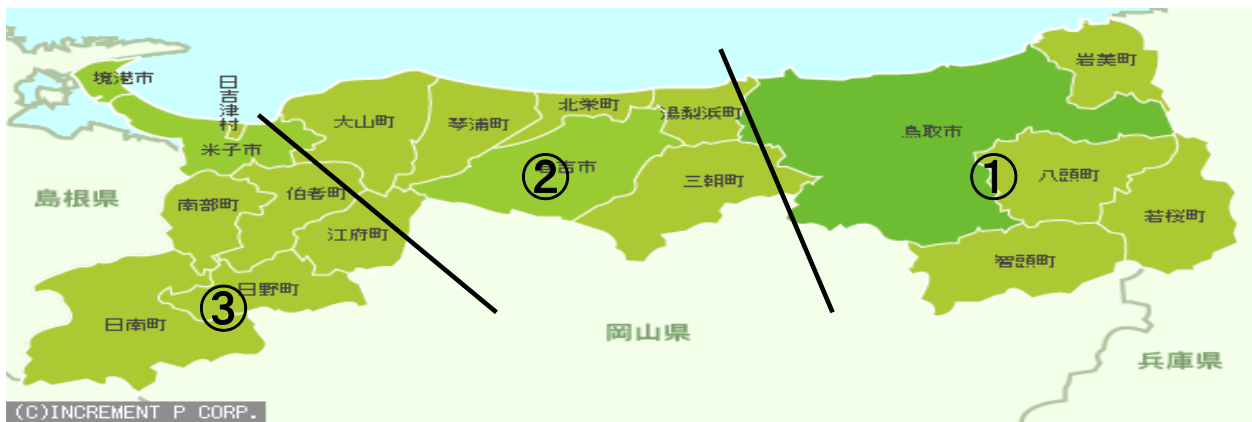 境港市
日吉津村
米子市
大山町
琴浦町
北栄町
湯梨浜町
鳥取市
岩美町
島根県
南部町
伯耆町
江府町
②
吉市
三朝町
①
八頭町
若桜町
智頭町
日南町
③
日野町
岡山県
兵庫県
(C)INCREMENT P CORP.